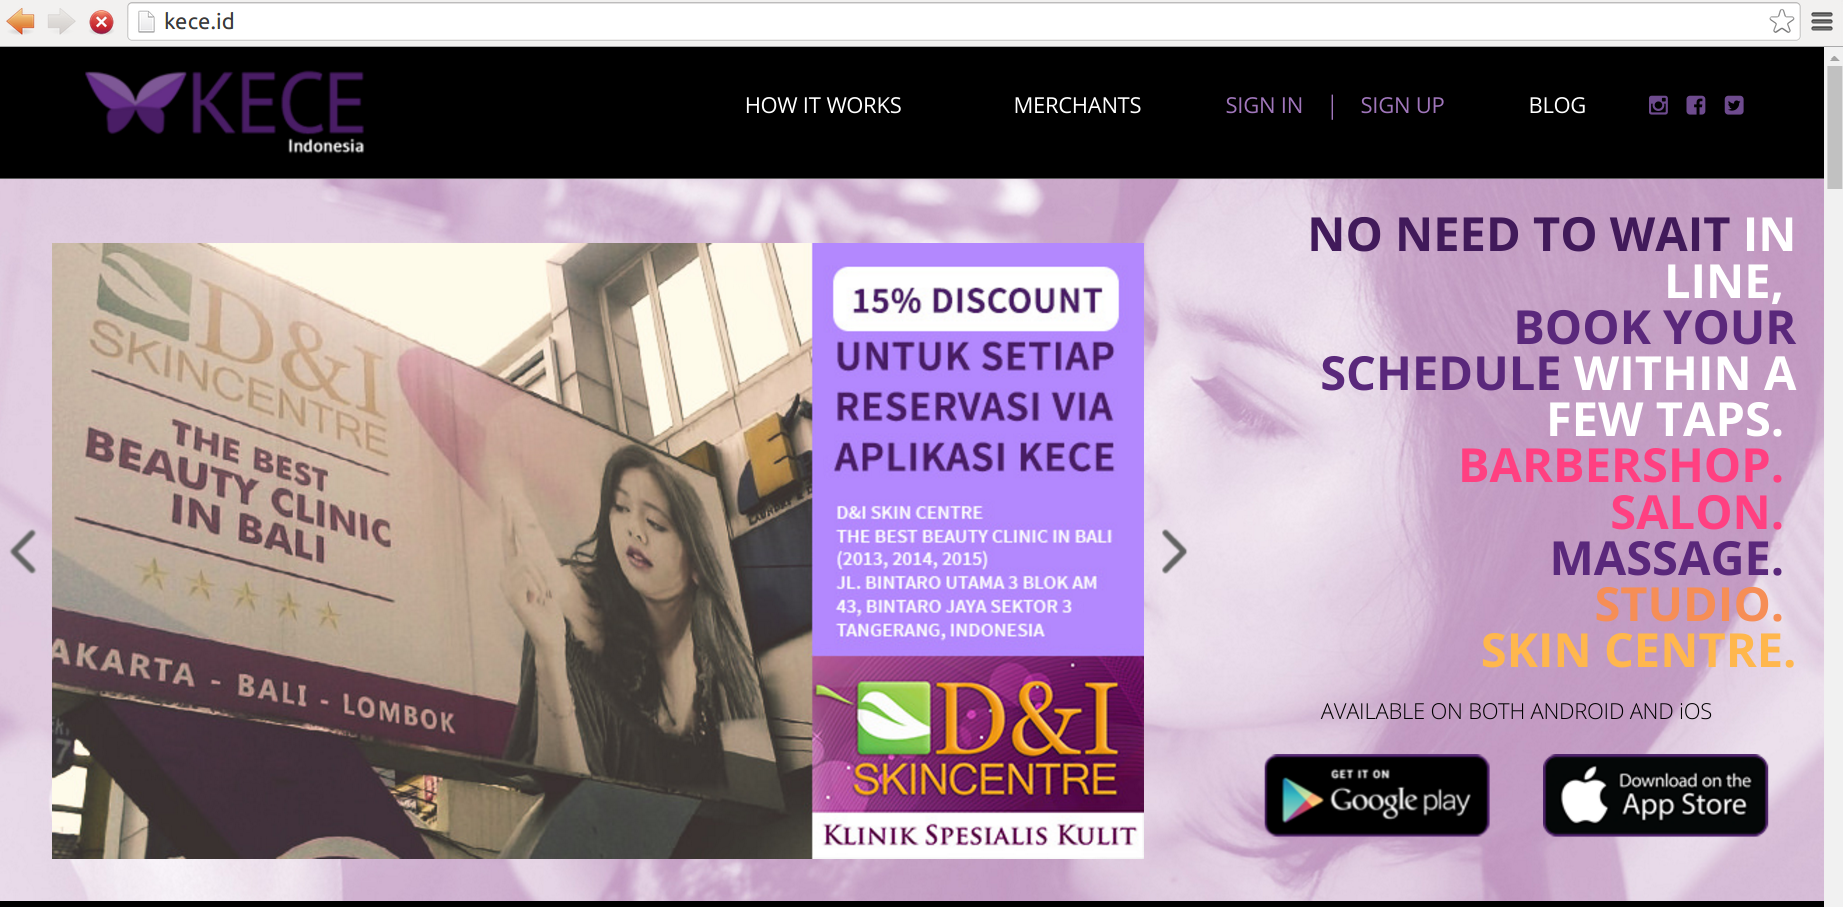 kece.id
KECE
Indonesia
HOW IT WORKS
MERCHANTS
SIGN IN | SIGN UP
BLOG
D&I
SKINCENTRE
THE BEST
BEAUTY CLINIC
IN BALI
AKARTA - BALI - LOMBOK
15% DISCOUNT
UNTUK SETIAP
RESERVASI VIA
APLIKASI KECE
D&I SKIN CENTRE
THE BEST BEAUTY CLINIC IN BALI
(2013, 2014, 2015)
JL. BINTARO UTAMA 3 BLOK AM
43, BINTARO JAYA SEKTOR 3
TANGERANG, INDONESIA
D&I
SKINCENTRE
KLINIK SPESIALIS KULIT
NO NEED TO WAIT IN
LINE,
BOOK YOUR
SCHEDULE WITHIN A
FEW TAPS.
BARBERSHOP.
SALON.
MASSAGE.
STUDIO.
SKIN CENTRE.
AVAILABLE ON BOTH ANDROID AND iOS
GET IT ON
Google play
Download on the
App Store